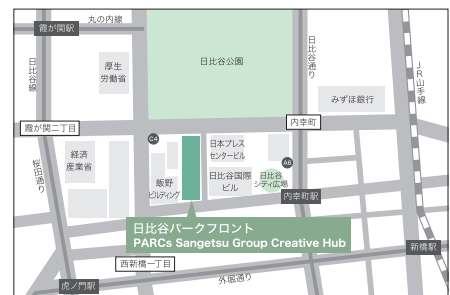 丸の内線
霞が関駅
日比谷線
厚生
労働省
日比谷公園
日比谷通り
JR山手線
みずほ銀行
霞が関二丁目
内幸町
C4
経済
産業省
桜田通り
飯野
ビルディング
日本プレス
センタービル
日比谷国際
ビル
A6
日比谷
シティ広場
内幸町駅
日比谷パークフロント
PARCs Sangetsu Group Creative Hub
新橋駅
西新橋一丁目
外堀通り
虎ノ門駅